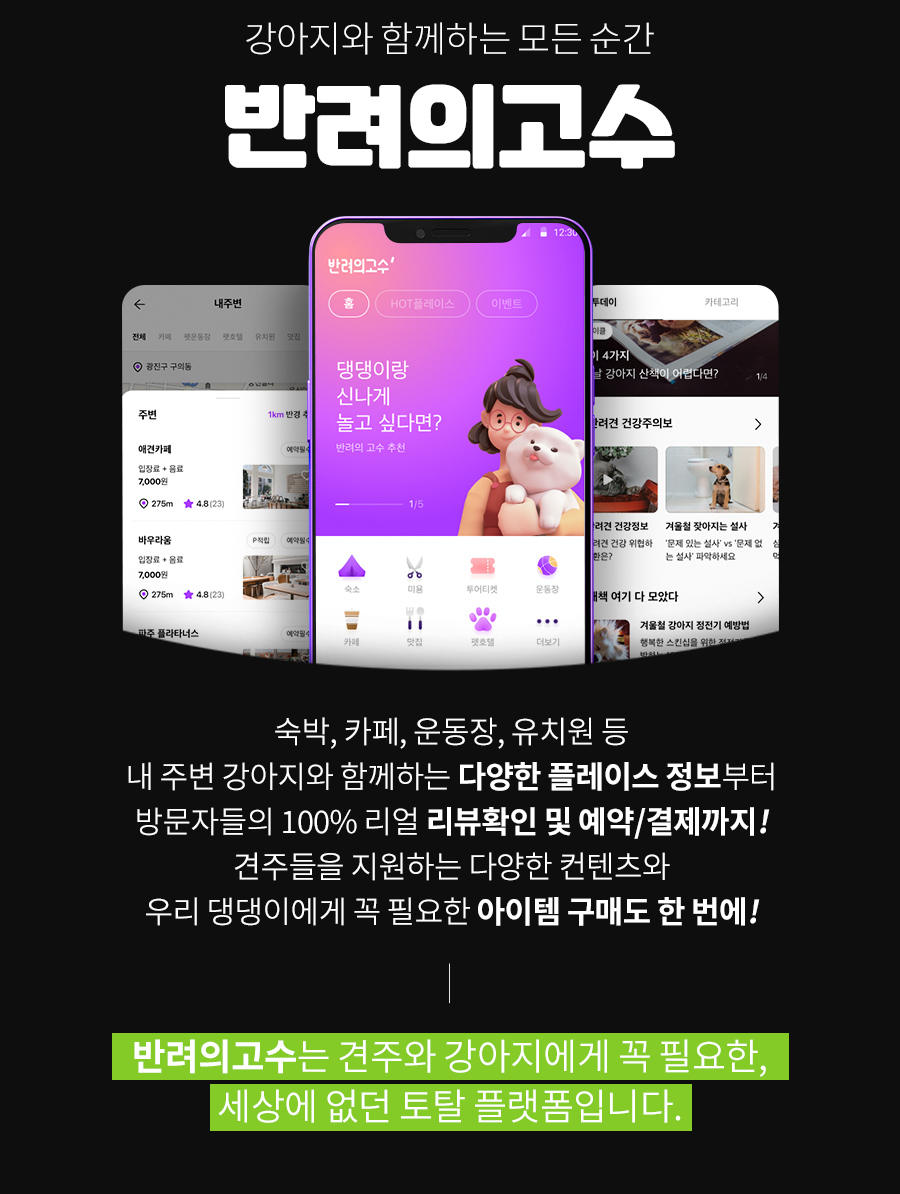 강아지와 함께하는 모든 순간
반려의고수
12:30
반려의고수
홈
HOT플레이스
이벤트
댕댕이랑
신나게
놀고 싶다면?
반려의 고수 추천
1/5
숙소
미용
투어티켓
운동장
카페
맛집
펫호텔
더보기
내주변
전체
카페
펫운동장
펫호텔
유치원
맛집
광진구 구의동
주변
1km 반경
애견카페
예약필수
입장료 + 음료
7,000원
275m
4.8(23)
바우라움
P적립
예약필수
입장료 + 음료
7,000원
275m
4.8(23)
파주 플라타너스
예약필수
투데이
카테고리
이 4가지
날 강아지 산책이 어렵다면?
1/4
반려견 건강주의보
반려견 건강정보
겨울철 잦아지는 설사
려견 건강 위협하
환은?
'문제 있는 설사' vs '문제 없
는 설사' 파악하세요
책 여기 다 모았다
겨울철 강아지 정전기 예방법
행복한 스킨십을 위한
숙박, 카페, 운동장, 유치원 등
내 주변 강아지와 함께하는 다양한 플레이스 정보부터
방문자들의 100% 리얼 리뷰확인 및 예약/결제까지!
견주들을 지원하는 다양한 컨텐츠와
우리 댕댕이에게 꼭 필요한 아이템 구매도 한 번에!
반려의고수는 견주와 강아지에게 꼭 필요한,
세상에 없던 토탈 플랫폼입니다.